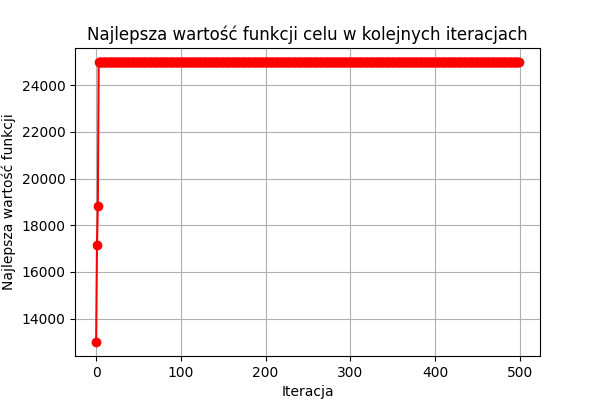 Najlepsza wartość funkcji celu w kolejnych iteracjach
Najlepsza wartość funkcji
24000
22000
20000
18000
16000
14000
0 100 200 300 400 500
Iteracja